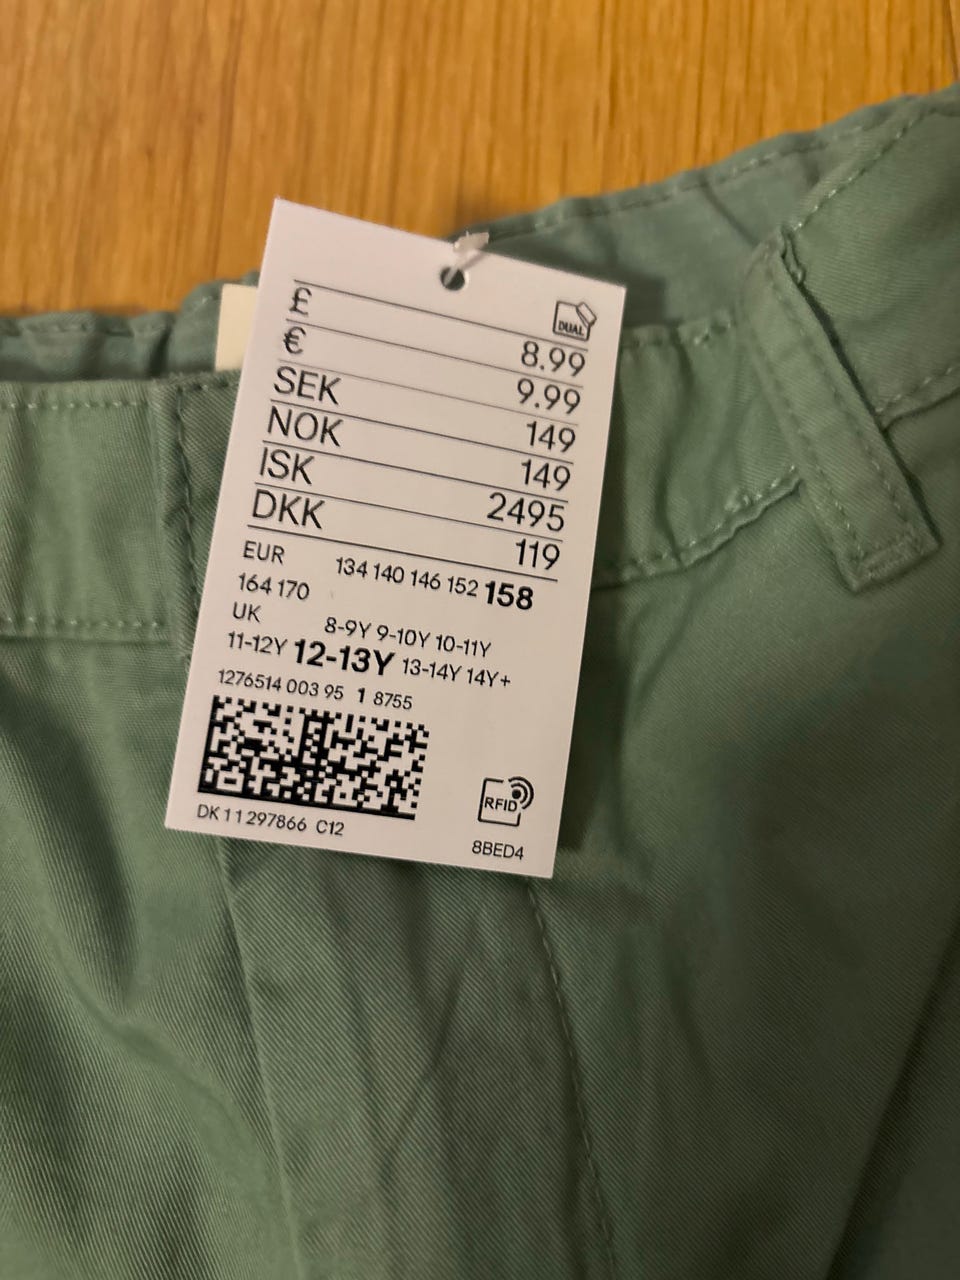 DUAL
£ 8.99
€ 9.99
SEK 149
NOK 149
ISK 2495
DKK 119
EUR 134 140 146 152 158
164 170
UK 8-9Y 9-10Y 10-11Y
11-12Y 12-13Y 13-14Y 14Y+
1276514 003 95 1 8755
RFID
DK 11297866 C12
8BED4